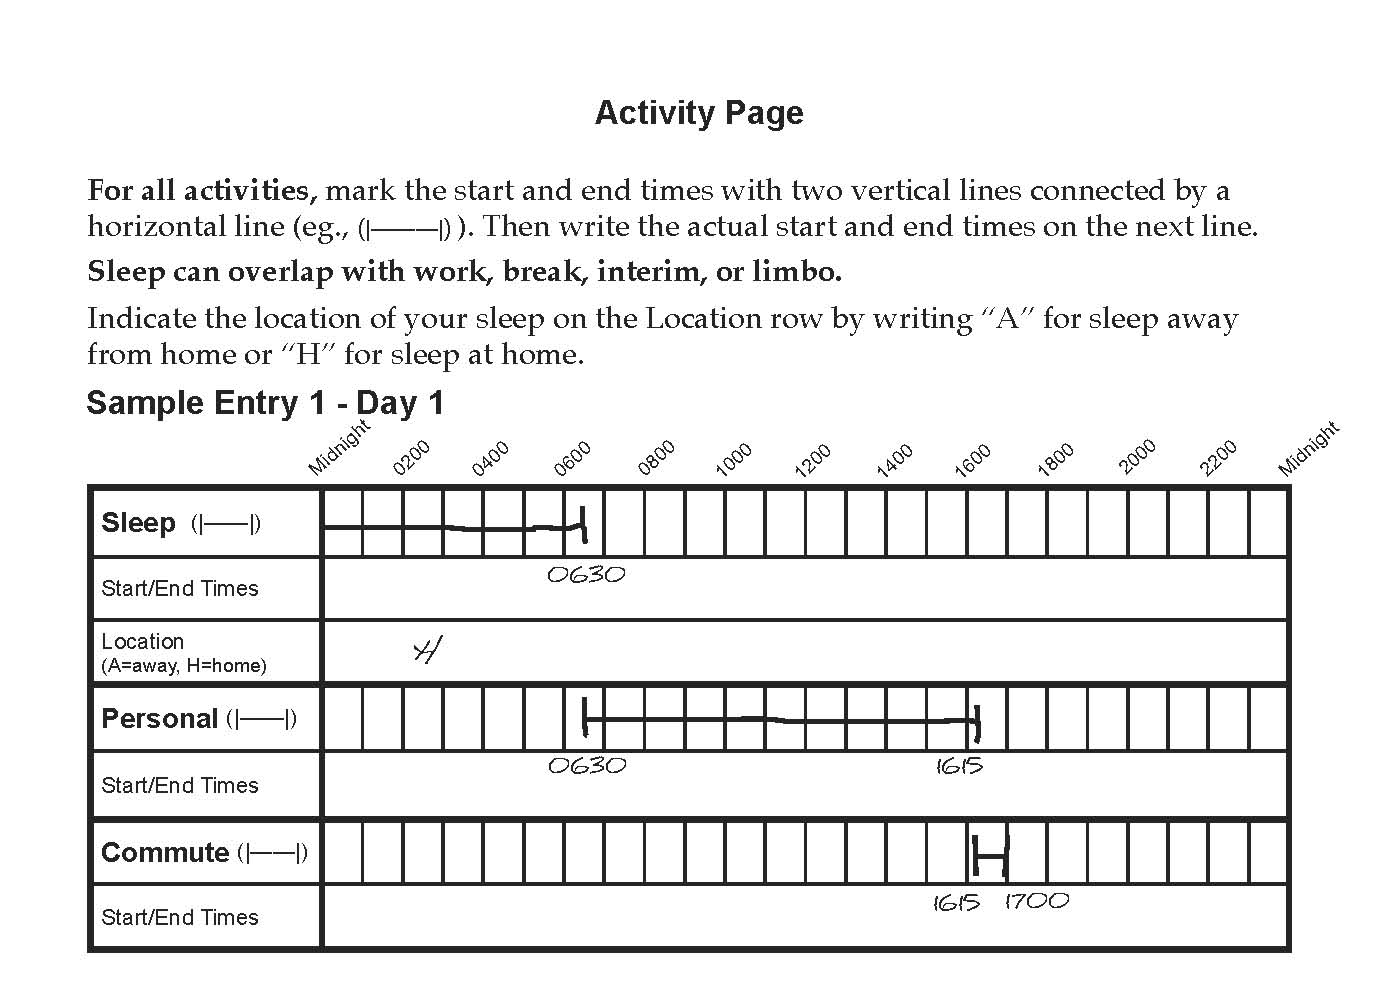 Activity Page
For all activities, mark the start and end times with two vertical lines connected by a
horizontal line (eg., (|——|) ). Then write the actual start and end times on the next line.
Sleep can overlap with work, break, interim, or limbo.
Indicate the location of your sleep on the Location row by writing “A” for sleep away
from home or “H” for sleep at home.
Sample Entry 1 - Day 1
Midnight 0200 0400 0600 0800 1000 1200 1400 1600 1800 2000 2200 Midnight
Sleep (|——|)
Start/End Times 0630
Location
(A=away, H=home) H
Personal (|——|)
Start/End Times 0630 1615
Commute (|——|)
Start/End Times 1615 1700